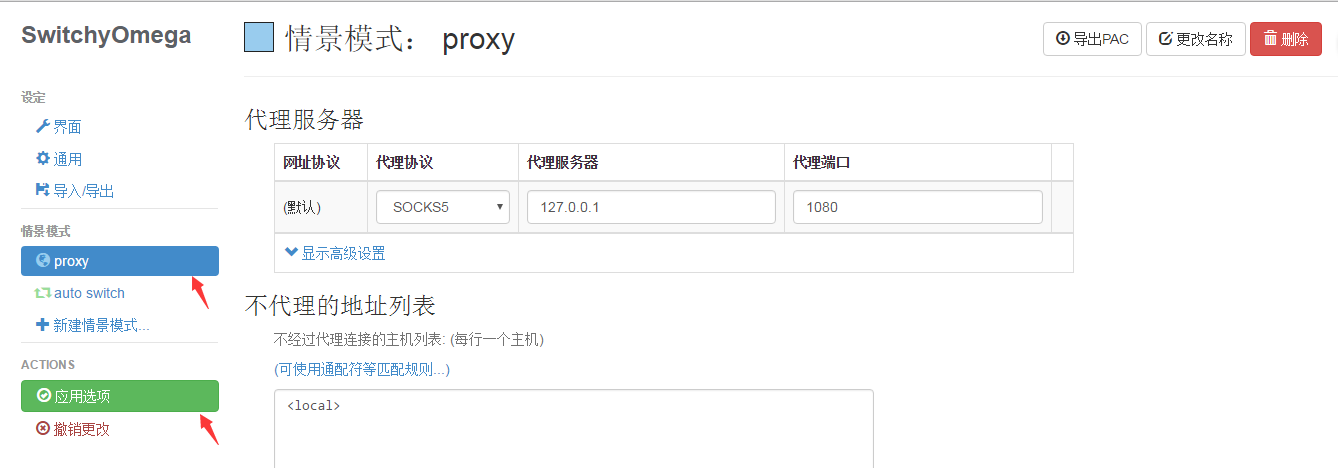 SwitchyOmega
设定
界面
通用
导入/导出
情景模式
proxy
auto switch
新建情景模式...
ACTIONS
应用选项
撤销更改
情景模式： proxy
导出PAC
更改名称
删除
代理服务器
网址协议 代理协议 代理服务器 代理端口
(默认) SOCKS5 127.0.0.1 1080
显示高级设置
不代理的地址列表
不经过代理连接的主机列表: (每行一个主机)
(可使用通配符等匹配规则...)
<local>